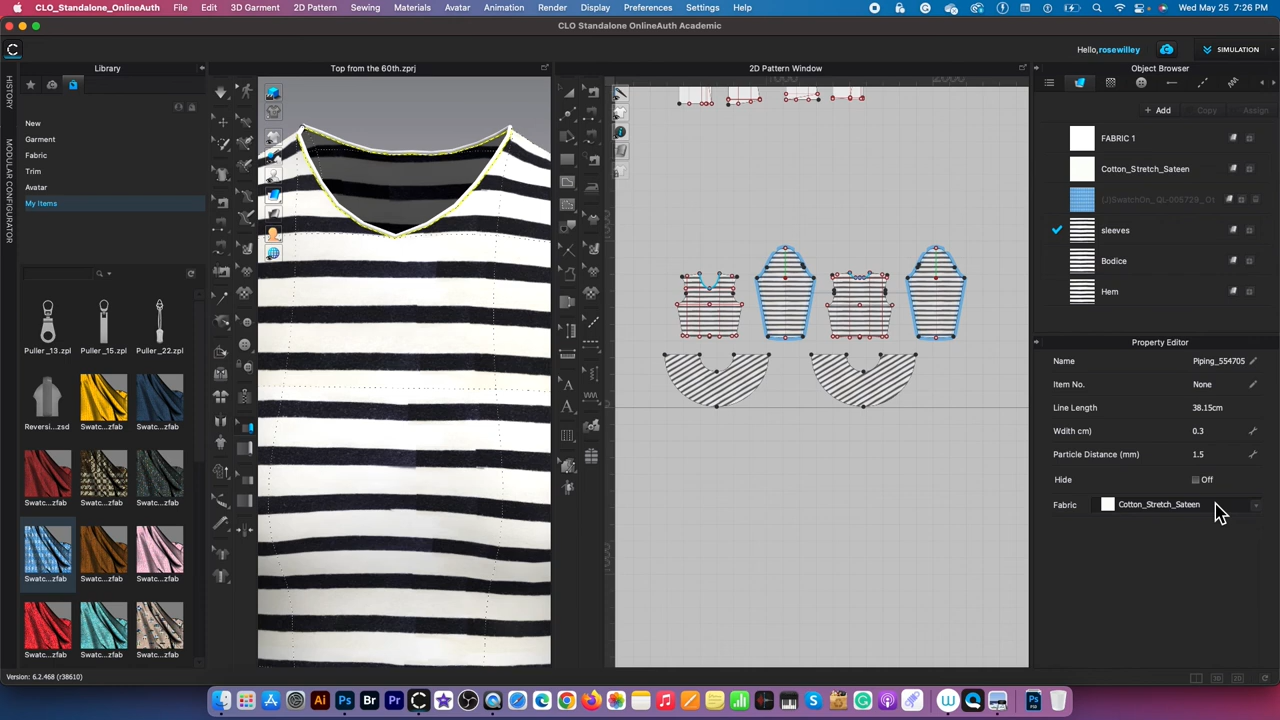 CLO_Standalone_OnlineAuth File Edit 3D Garment 2D Pattern Sewing Materials Avatar Animation Render Display Preferences Settings Help Wed May 25 7:26 PM
CLO Standalone OnlineAuth Academic
Hello, rosewilley SIMULATION
Library Top from the 60th.zprj 2D Pattern Window Object Browser
HISTORY
MODULAR CONFIGURATOR
New
Garment
Fabric
Trim
Avatar
My Items
+ Add Copy Assign
FABRIC 1
Cotton_Stretch_Sateen
sleeves
Bodice
Hem
Puller_13.zpl Puller_15.zpl Puller_22.zpl
Reversi...zsd Swatc...zfab Swatc...zfab
Swatc...zfab Swatc...zfab Swatc...zfab
Swatc...zfab Swatc...zfab Swatc...zfab
Swatc...zfab Swatc...zfab Swatc...zfab
Property Editor
Name Piping_554705
Item No. None
Line Length 38.15cm
Wdith cm) 0.3
Particle Distance (mm) 1.5
Hide Off
Fabric Cotton_Stretch_Sateen
Version: 6.2.468 (r38610) 3D 2D